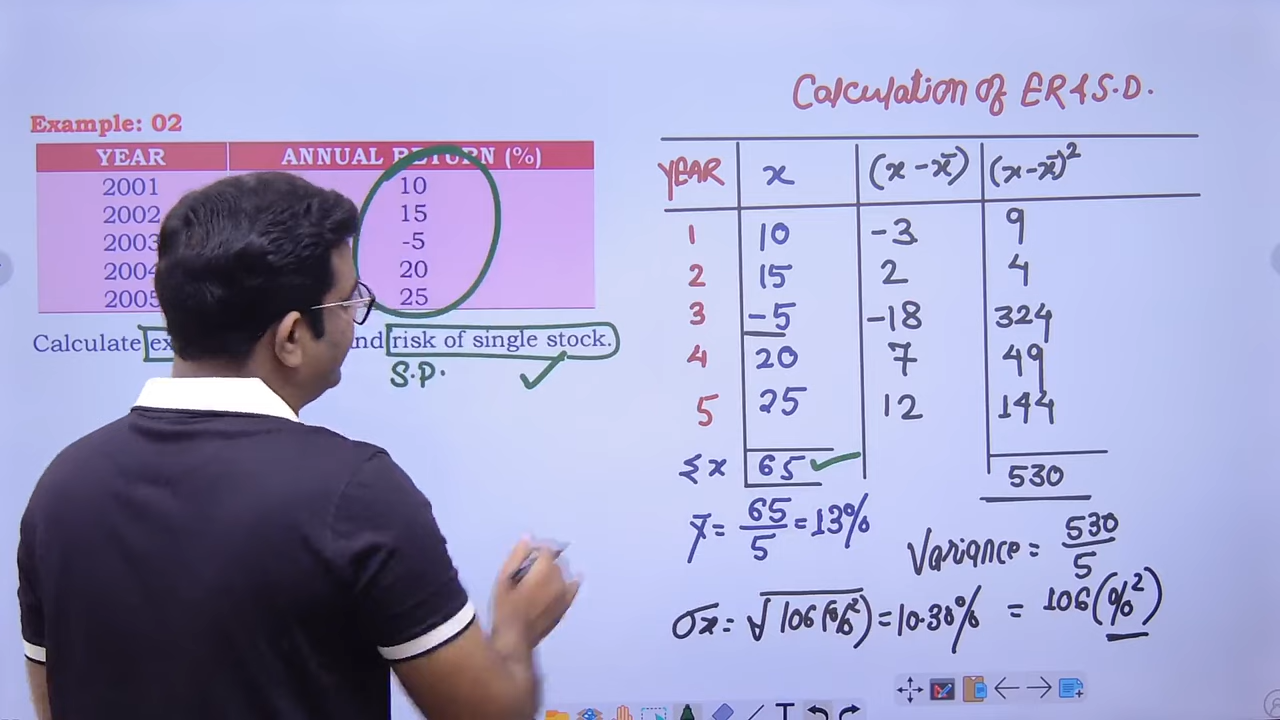 Calculation of ER & S.D.
Example: 02
YEAR ANNUAL RETURN (%)
2001 10
2002 15
2003 -5
2004 20
2005 25
Calculate nd risk of single stock.
S.D.
YEAR x (x-x̄) (x-x̄)²
1 10 -3 9
2 15 2 4
3 -5 -18 324
4 20 7 49
5 25 12 144
Σx 65 530
x̄ = 65/5 = 13%
Variance = 530/5
= 106(%²)
σx = √106(%²) = 10.30%